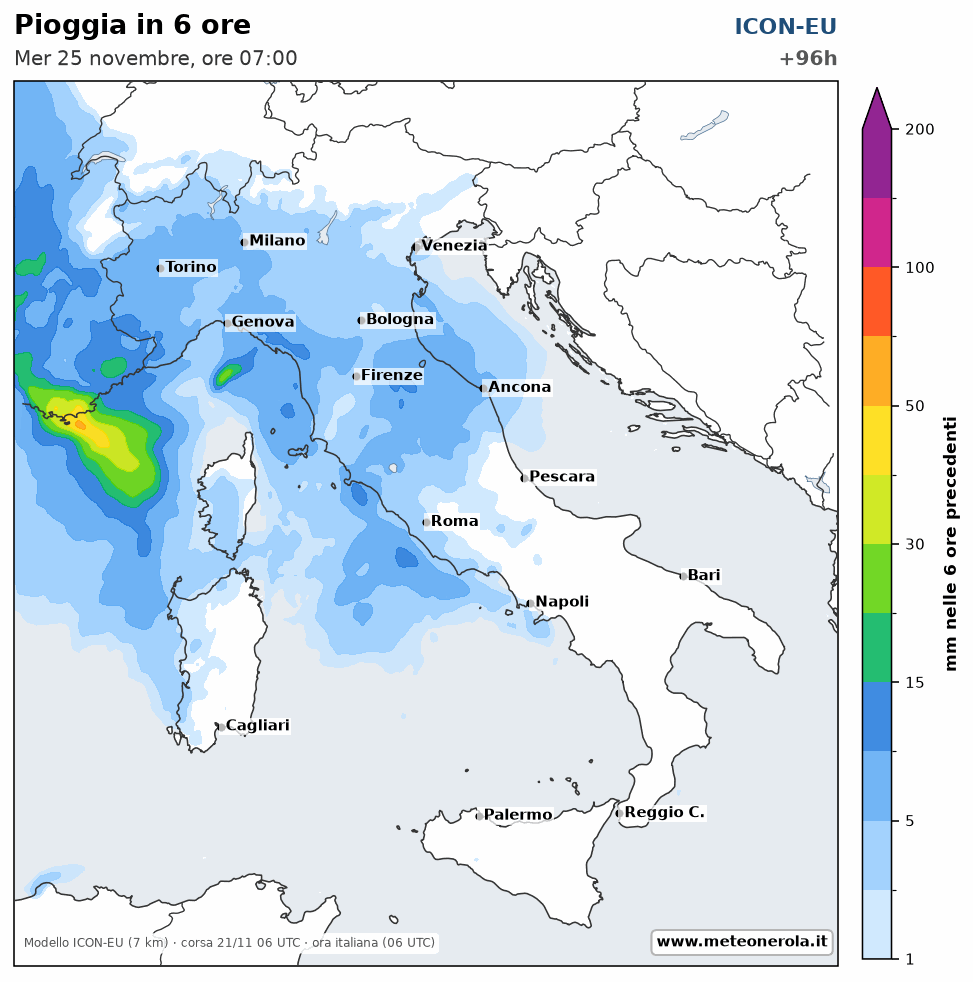 Pioggia in 6 ore
ICON-EU
Mer 25 novembre, ore 07:00
+96h
200
100
50
30
15
5
1
mm nelle 6 ore precedenti
Milano
Venezia
Torino
Genova
Bologna
Firenze
Ancona
Pescara
Roma
Bari
Napoli
Cagliari
Palermo
Reggio C.
Modello ICON-EU (7 km) · corsa 21/11 06 UTC · ora italiana (06 UTC)
www.meteonerola.it